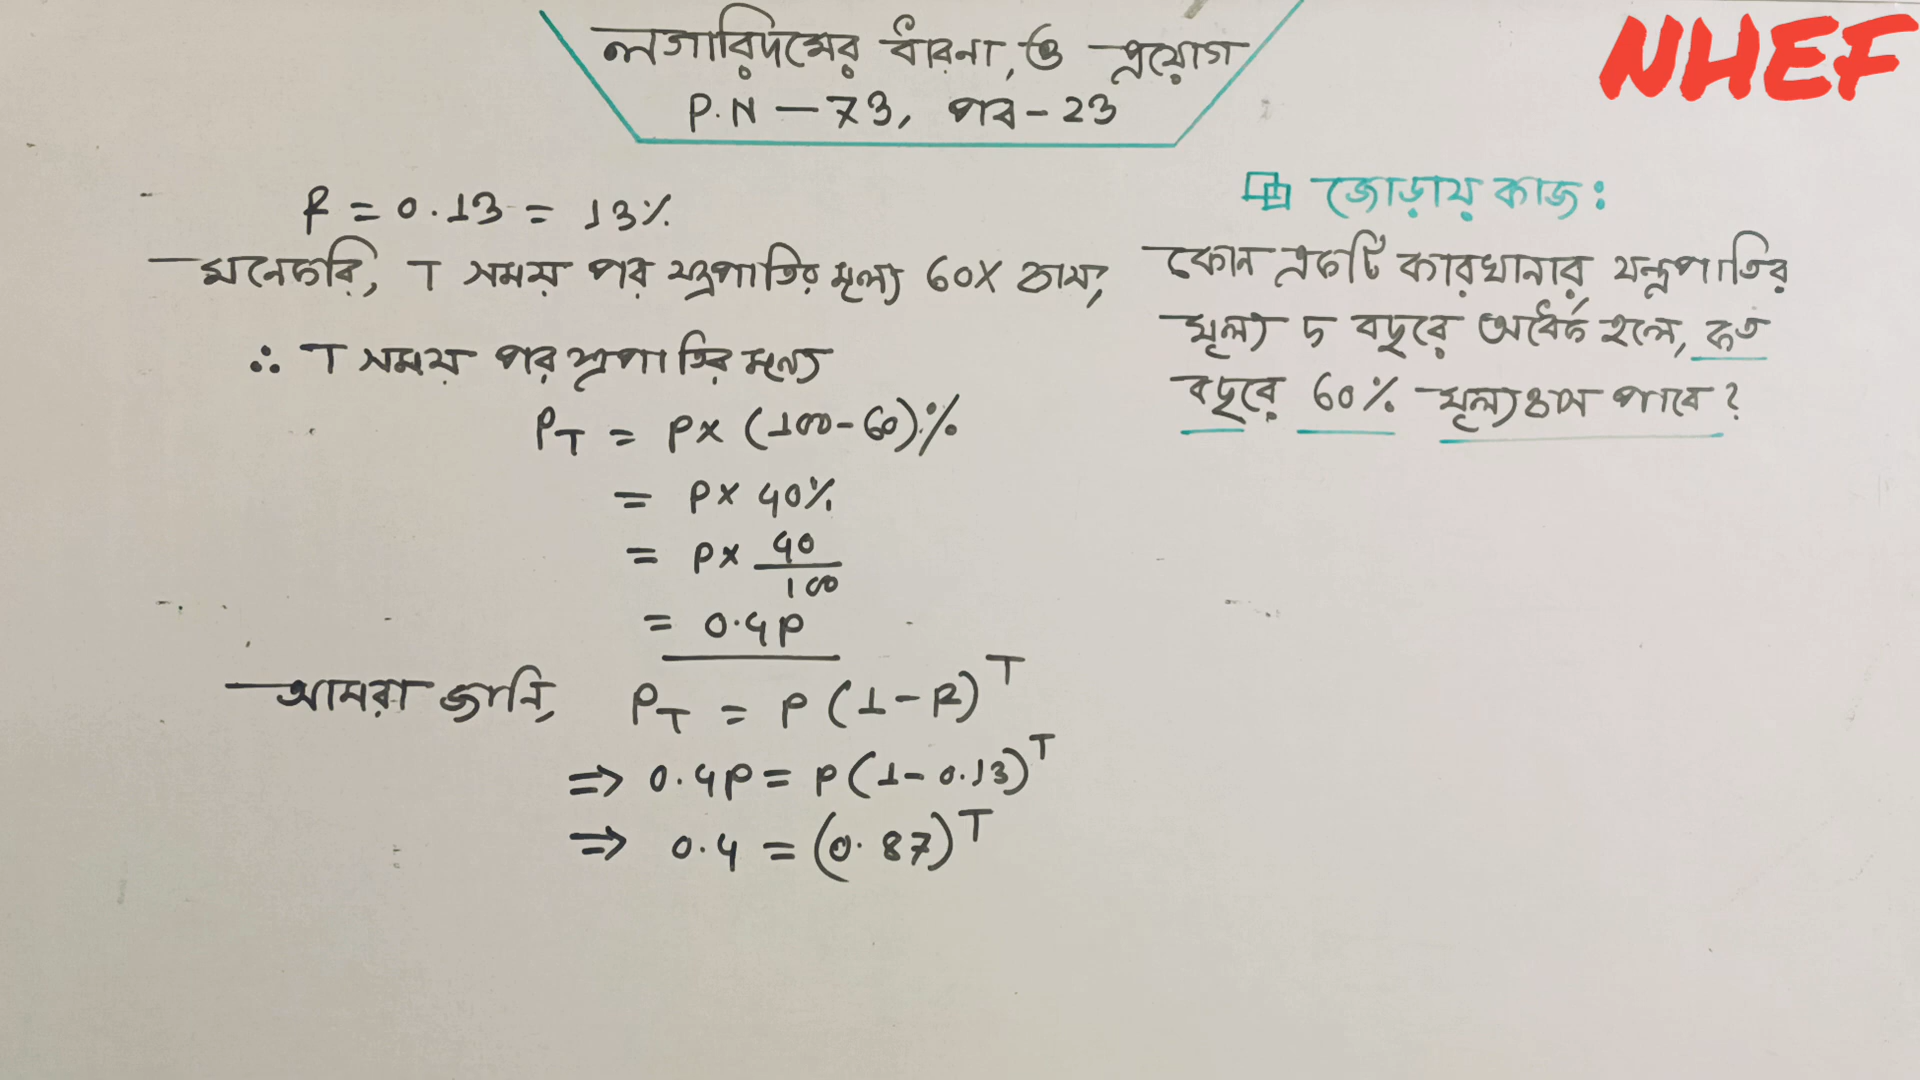 লগারিদমের ধারনা, ও প্রয়োগ
P.N — 73, পাব - 23
NHEF
R = 0.13 = 13%
মনেকরি, T সময় পর যন্ত্রপাতির মূল্য 60% কমে,
∴ T সময় পর যন্ত্রপাতির মূল্য
P_T = P × (100 - 60)%
= P × 40%
= P × 40/100
= 0.4P
আমরা জানি, P_T = P(1 - R)^T
⇒ 0.4P = P(1 - 0.13)^T
⇒ 0.4 = (0.87)^T
জোড়ায় কাজ:
কোন একটি কারখানার যন্ত্রপাতির
মূল্য ৫ বছরে অর্ধেক হলে, কত
বছরে 60% মূল্যহ্রাস পাবে?